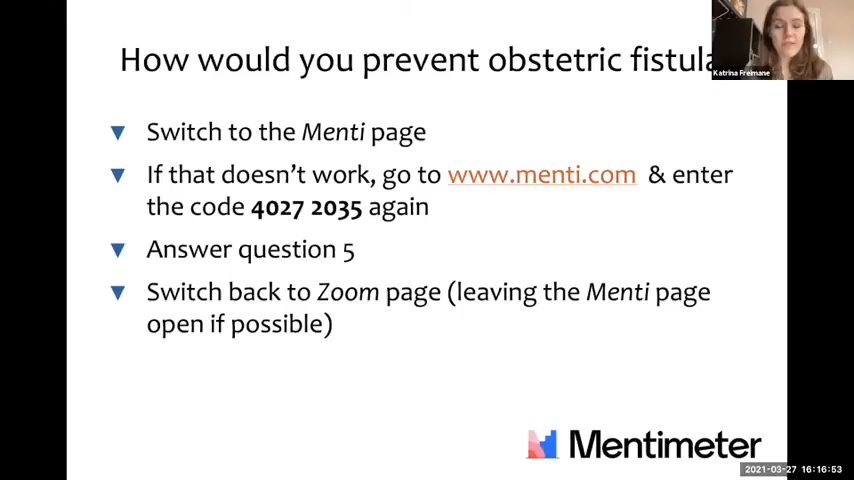 How would you prevent obstetric fistula
Katrina Freimane
▼ Switch to the Menti page
▼ If that doesn't work, go to www.menti.com & enter
the code 4027 2035 again
▼ Answer question 5
▼ Switch back to Zoom page (leaving the Menti page
open if possible)
Mentimeter
2021-03-27 16:16:53